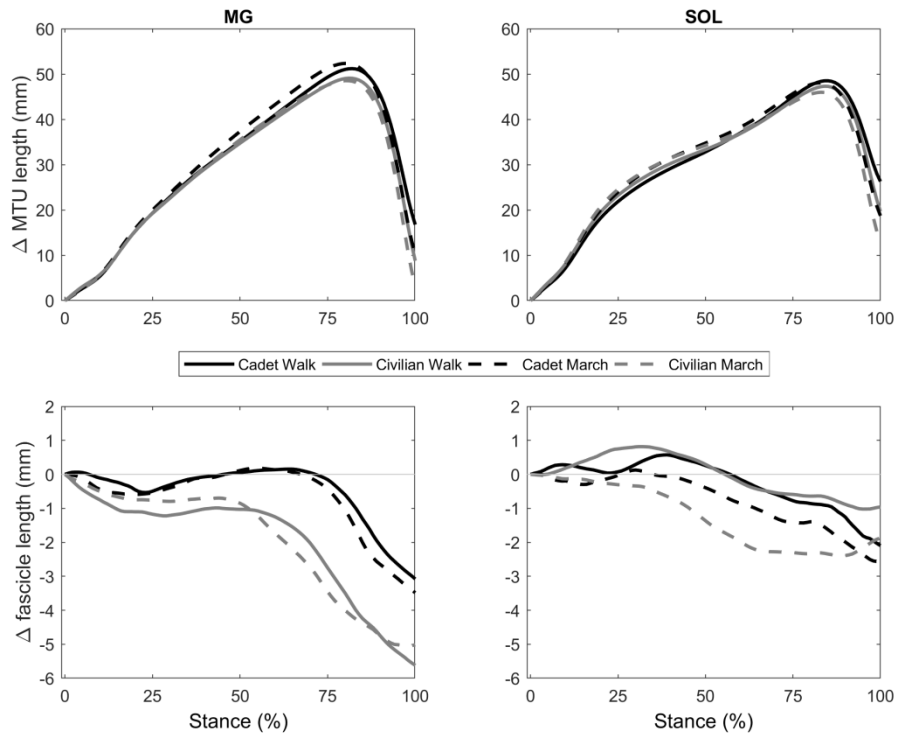 MG
SOL
Δ MTU length (mm)
60
50
40
30
20
10
0
0 25 50 75 100
60
50
40
30
20
10
0
0 25 50 75 100
Cadet Walk Civilian Walk Cadet March Civilian March
Δ fascicle length (mm)
2
1
0
-1
-2
-3
-4
-5
-6
0 25 50 75 100
Stance (%)
2
1
0
-1
-2
-3
-4
-5
-6
0 25 50 75 100
Stance (%)